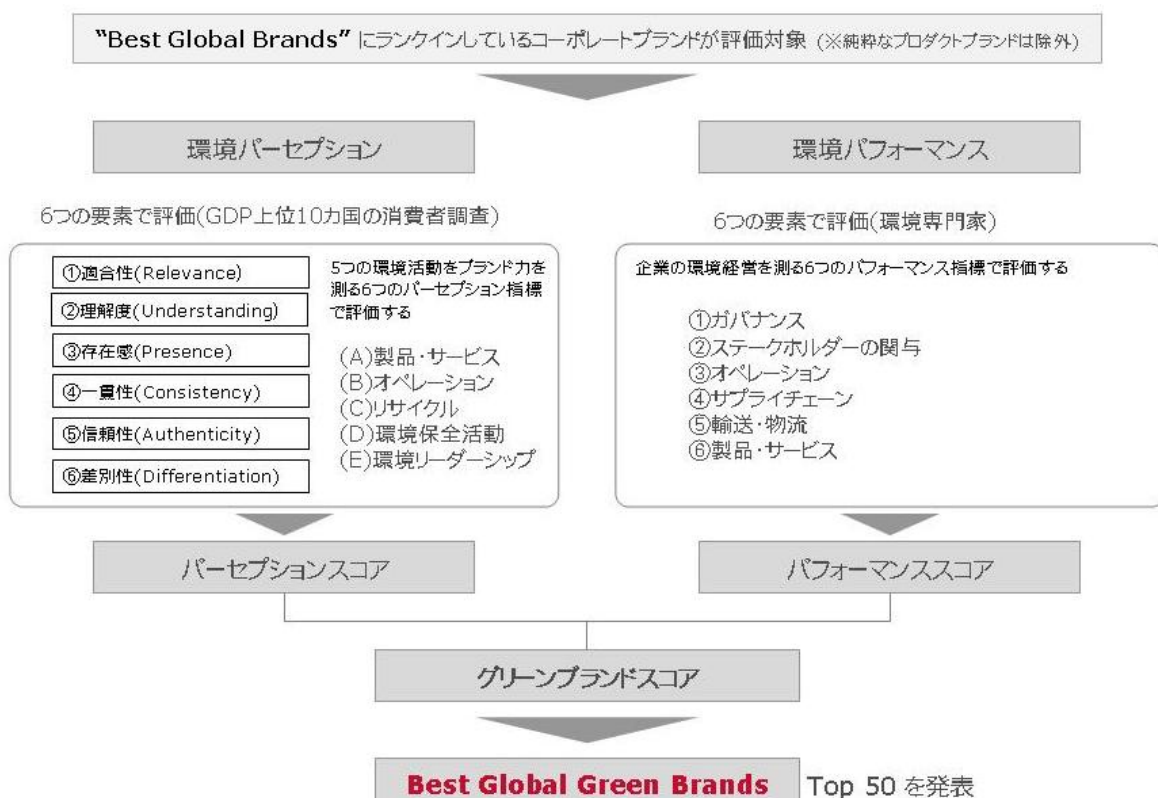 “Best Global Brands” にランクインしているコーポレートブランドが評価対象 (※純粋なプロダクトブランドは除外)
環境パーセプション
環境パフォーマンス
6つの要素で評価(GDP上位10カ国の消費者調査)
6つの要素で評価(環境専門家)
①適合性(Relevance)
②理解度(Understanding)
③存在感(Presence)
④一貫性(Consistency)
⑤信頼性(Authenticity)
⑥差別性(Differentiation)
5つの環境活動をブランド力を
測る6つのパーセプション指標
で評価する
(A)製品・サービス
(B)オペレーション
(C)リサイクル
(D)環境保全活動
(E)環境リーダーシップ
企業の環境経営を測る6つのパフォーマンス指標で評価する
①ガバナンス
②ステークホルダーの関与
③オペレーション
④サプライチェーン
⑤輸送・物流
⑥製品・サービス
パーセプションスコア
パフォーマンススコア
グリーンブランドスコア
Best Global Green Brands Top 50 を発表